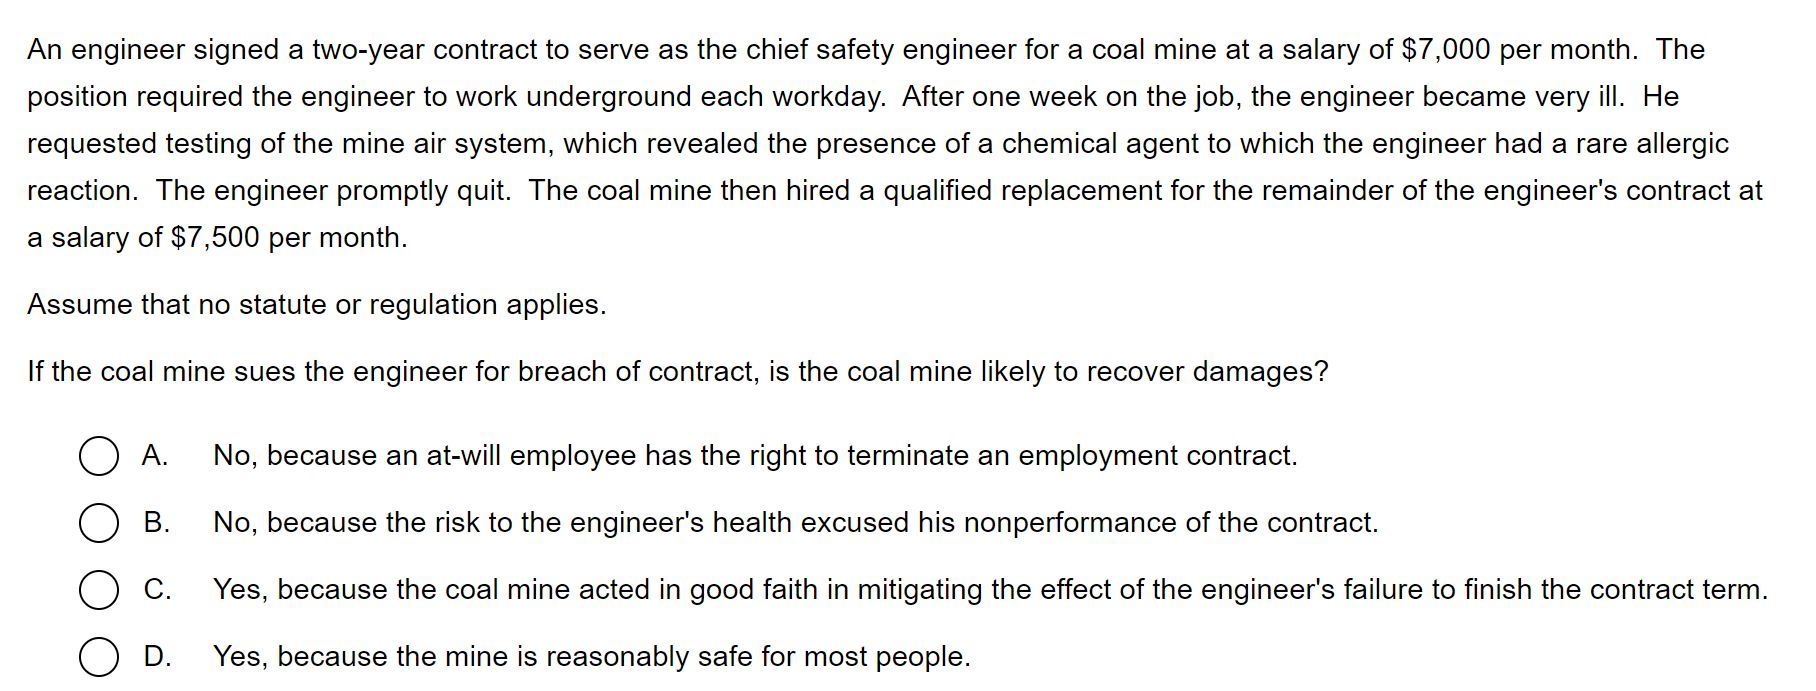 An engineer signed a two-year contract to serve as the chief safety engineer for a coal mine at a salary of $7,000 per month.  The
position required the engineer to work underground each workday.  After one week on the job, the engineer became very ill.  He
requested testing of the mine air system, which revealed the presence of a chemical agent to which the engineer had a rare allergic
reaction.  The engineer promptly quit.  The coal mine then hired a qualified replacement for the remainder of the engineer's contract at
a salary of $7,500 per month.
Assume that no statute or regulation applies.
If the coal mine sues the engineer for breach of contract, is the coal mine likely to recover damages?
A. No, because an at-will employee has the right to terminate an employment contract.
B. No, because the risk to the engineer's health excused his nonperformance of the contract.
C. Yes, because the coal mine acted in good faith in mitigating the effect of the engineer's failure to finish the contract term.
D. Yes, because the mine is reasonably safe for most people.